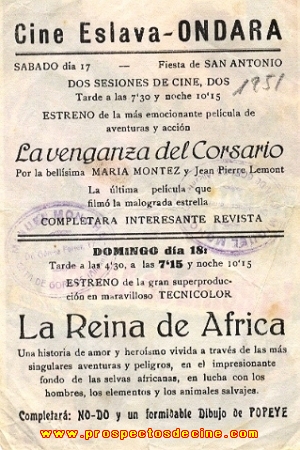 Cine Eslava-ONDARA
SABADO día 17 — Fiesta de SAN ANTONIO
DOS SESIONES DE CINE, DOS
Tarde a las 7'30 y noche 10'15
1951
ESTRENO de la más emocionante película de
aventuras y acción
La venganza del Corsario
Por la bellísima MARIA MONTEZ y Jean Pierre Lemont
La última película que
filmó la malograda estrella
COMPLETARA INTERESANTE REVISTA
DOMINGO día 18:
Tarde a las 4'30, a las 7'15 y noche 10'15
ESTRENO de la gran superproduc-
ción en maravilloso TECNICOLOR
La Reina de Africa
Una historia de amor y heroísmo vivida a través de las más
singulares aventuras y peligros, en el impresionante
fondo de las selvas africanas, en lucha con los
hombres, los elementos y los animales salvajes.
Completará: NO-DO y un formidable Dibujo de POPEYE
www.prospectosdecine.com